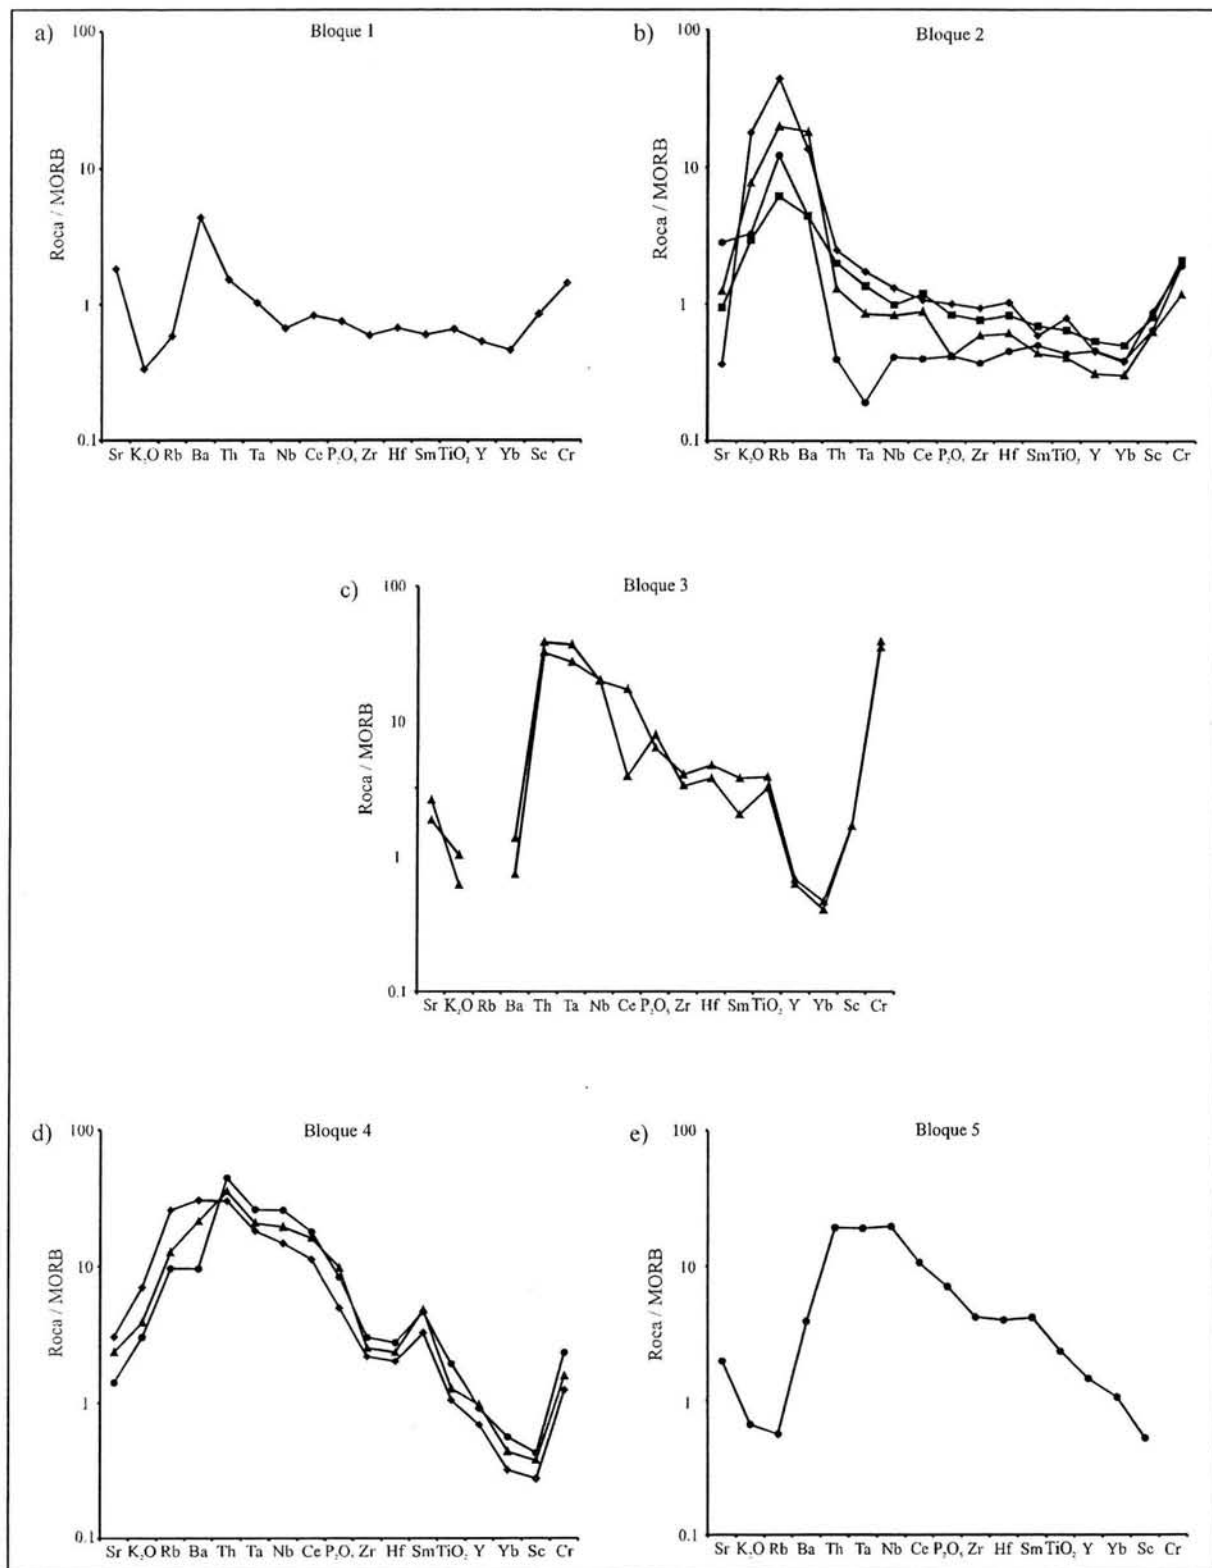 a)
Bloque 1
100
10
1
0.1
Roca / MORB
Sr K₂O Rb Ba Th Ta Nb Ce P₂O₅ Zr Hf Sm TiO₂ Y Yb Sc Cr
b)
Bloque 2
100
10
1
0.1
Roca / MORB
Sr K₂O Rb Ba Th Ta Nb Ce P₂O₅ Zr Hf Sm TiO₂ Y Yb Sc Cr
c)
Bloque 3
100
10
1
0.1
Roca / MORB
Sr K₂O Rb Ba Th Ta Nb Ce P₂O₅ Zr Hf Sm TiO₂ Y Yb Sc Cr
d)
Bloque 4
100
10
1
0.1
Roca / MORB
Sr K₂O Rb Ba Th Ta Nb Ce P₂O₅ Zr Hf Sm TiO₂ Y Yb Sc Cr
e)
Bloque 5
100
10
1
0.1
Roca / MORB
Sr K₂O Rb Ba Th Ta Nb Ce P₂O₅ Zr Hf Sm TiO₂ Y Yb Sc Cr